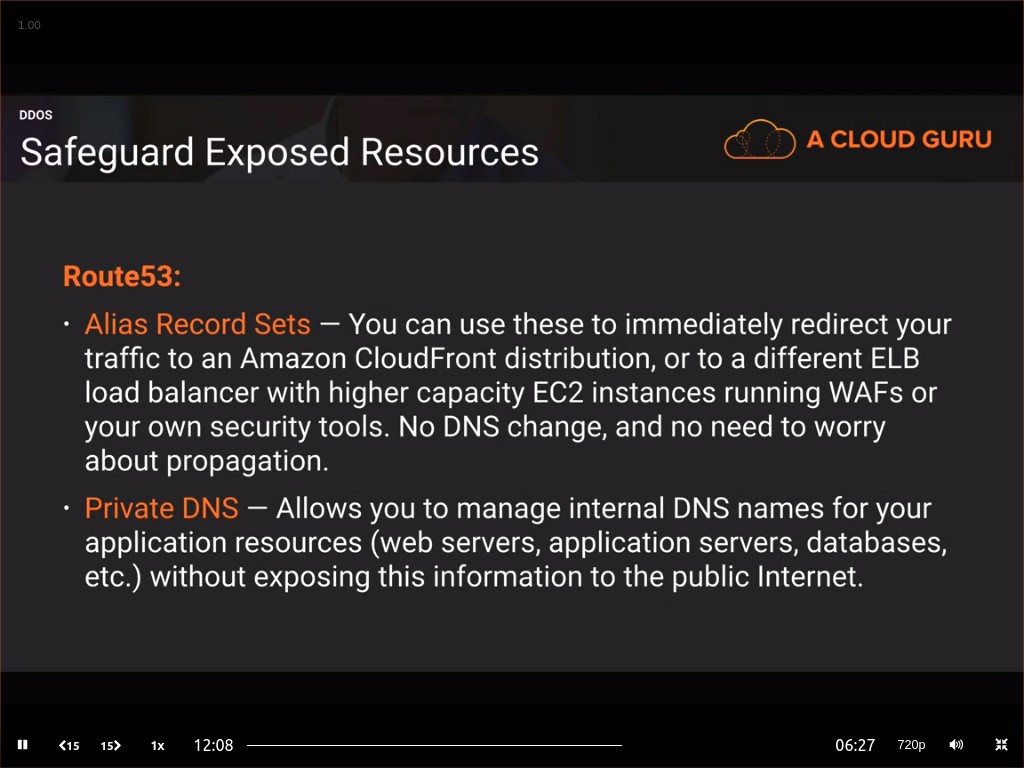 1.00
DDOS
Safeguard Exposed Resources
A CLOUD GURU
Route53:
• Alias Record Sets — You can use these to immediately redirect your
traffic to an Amazon CloudFront distribution, or to a different ELB
load balancer with higher capacity EC2 instances running WAFs or
your own security tools. No DNS change, and no need to worry
about propagation.
• Private DNS — Allows you to manage internal DNS names for your
application resources (web servers, application servers, databases,
etc.) without exposing this information to the public Internet.
15 15 1x 12:08 06:27 720p